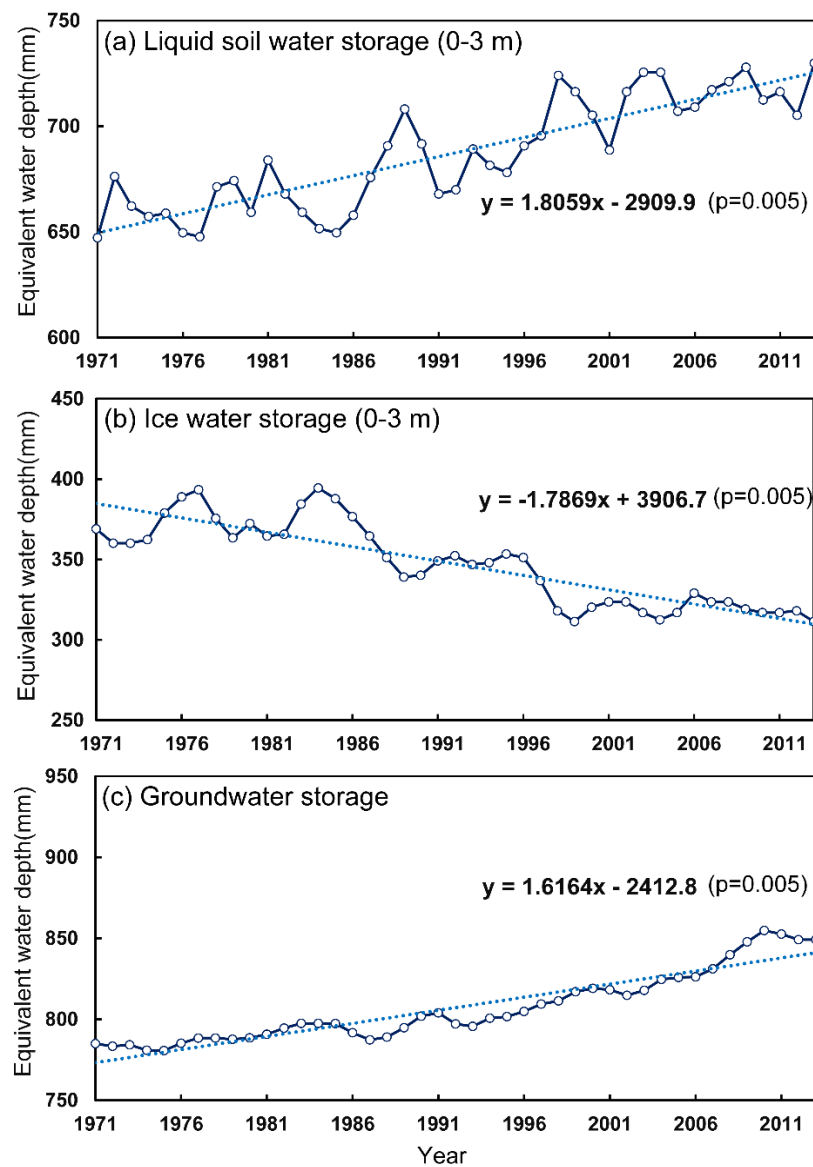 (a) Liquid soil water storage (0-3 m)
Equivalent water depth(mm)
750
700
650
600
y = 1.8059x - 2909.9 (p=0.005)
1971 1976 1981 1986 1991 1996 2001 2006 2011
(b) Ice water storage (0-3 m)
Equivalent water depth(mm)
450
400
350
300
250
y = -1.7869x + 3906.7 (p=0.005)
1971 1976 1981 1986 1991 1996 2001 2006 2011
(c) Groundwater storage
Equivalent water depth(mm)
950
900
850
800
750
y = 1.6164x - 2412.8 (p=0.005)
1971 1976 1981 1986 1991 1996 2001 2006 2011
Year